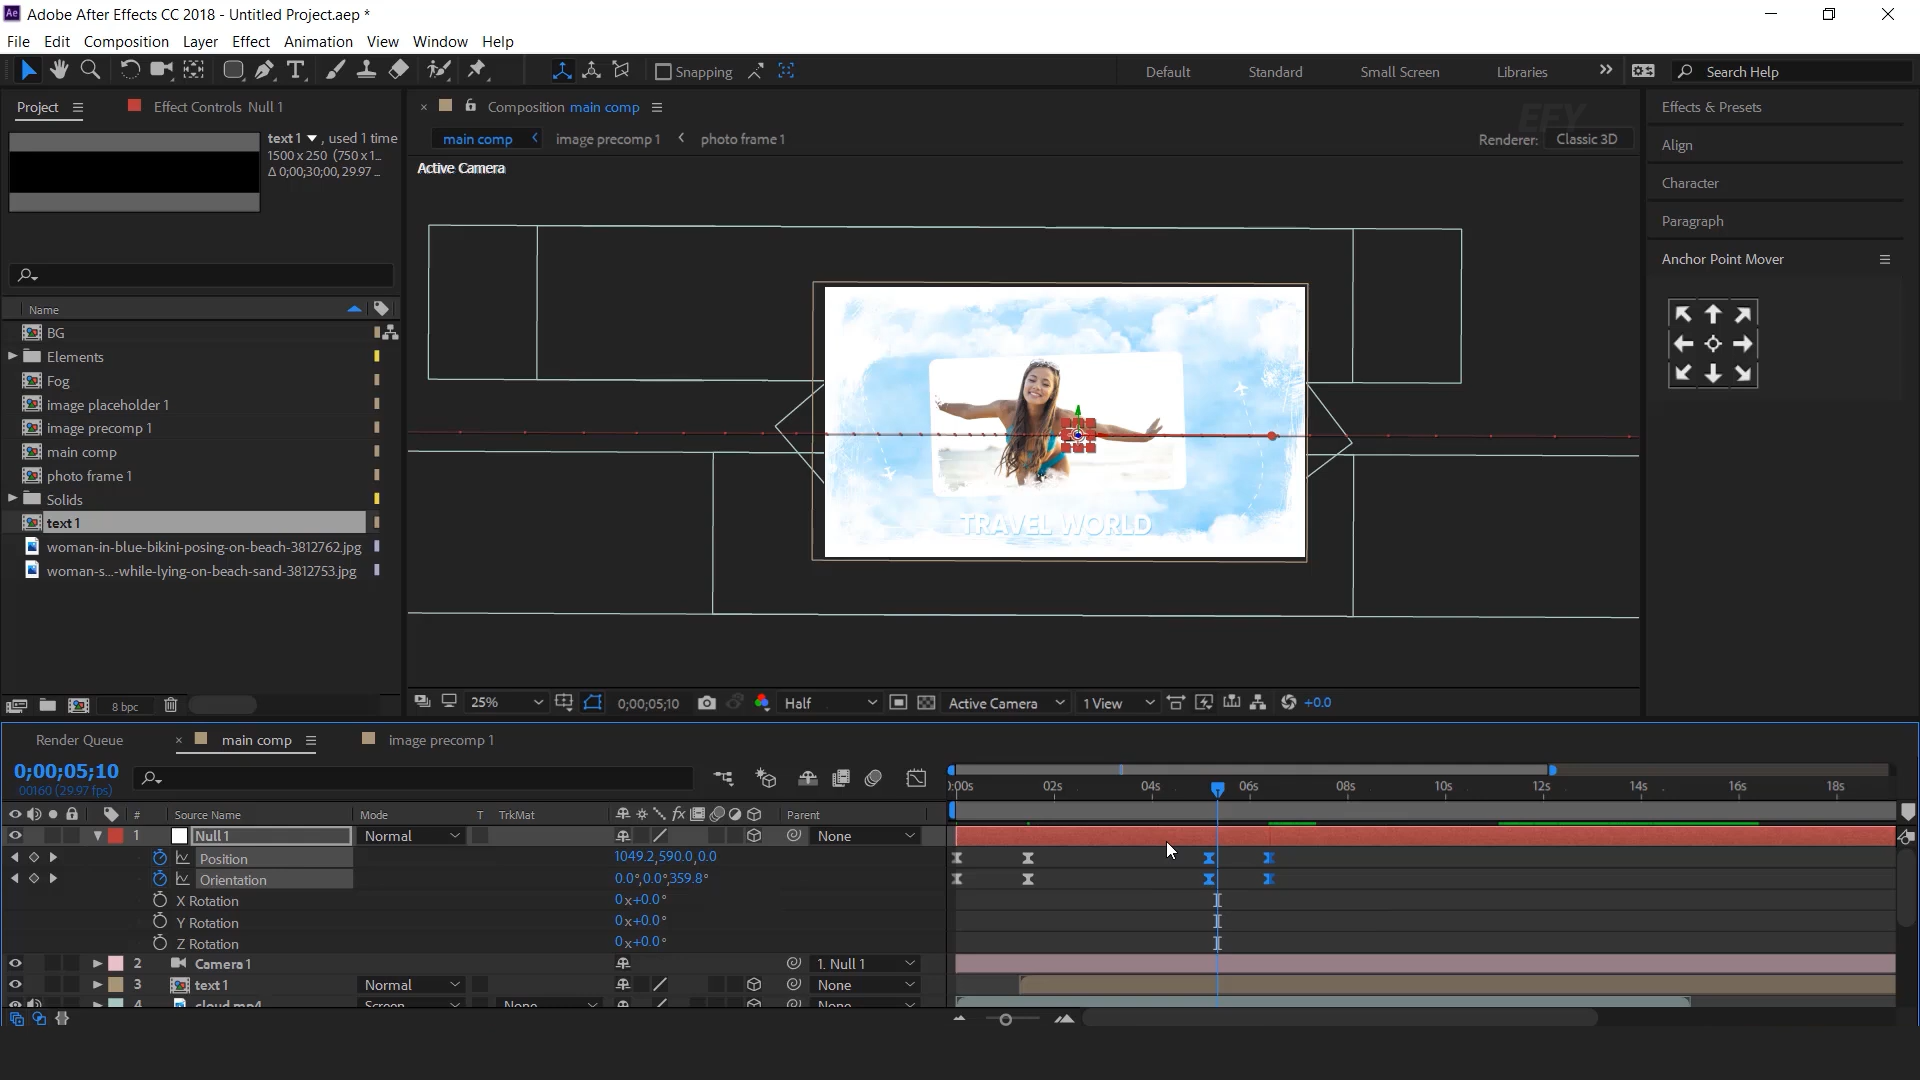 Adobe After Effects CC 2018 - Untitled Project.aep *
File Edit Composition Layer Effect Animation View Window Help
Snapping Default Standard Small Screen Libraries Search Help
Project Effect Controls Null 1
text 1 , used 1 time
1500 x 250 (750 x 1...
Δ 0;00;30;00, 29.97 ...
Name
BG
Elements
Fog
image placeholder 1
image precomp 1
main comp
photo frame 1
Solids
text 1
woman-in-blue-bikini-posing-on-beach-3812762.jpg
woman-s...-while-lying-on-beach-sand-3812753.jpg
8 bpc
Composition main comp
main comp image precomp 1 photo frame 1
EFY
Renderer: Classic 3D
Active Camera
TRAVEL WORLD
25% 0;00;05;10 Half Active Camera 1 View +0.0
Effects & Presets
Align
Character
Paragraph
Anchor Point Mover
Render Queue main comp image precomp 1
0;00;05;10
00160 (29.97 fps)
:00s 02s 04s 06s 08s 10s 12s 14s 16s 18s
# Source Name Mode T TrkMat fx Parent
1 Null 1 Normal None
Position 1049.2,590.0,0.0
Orientation 0.0°,0.0°,359.8°
X Rotation 0x+0.0°
Y Rotation 0x+0.0°
Z Rotation 0x+0.0°
2 Camera 1 1. Null 1
3 text 1 Normal None
4 cloud.mp4 Screen None None